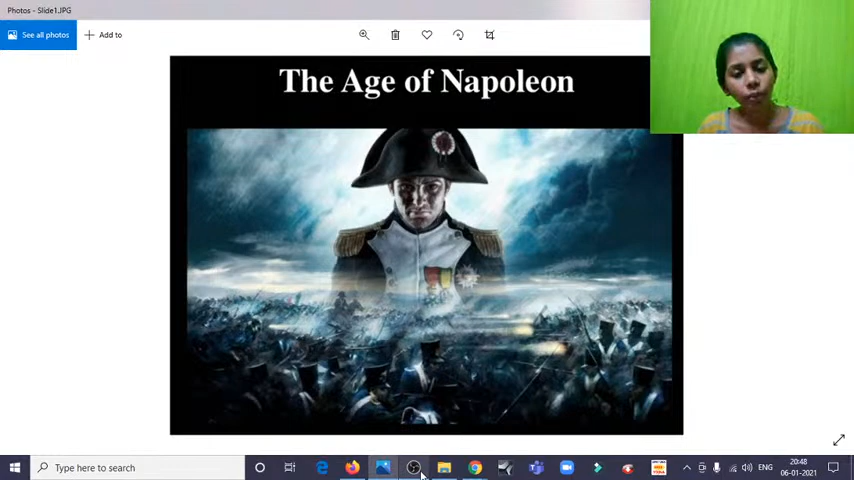 Photos - Slide1.JPG
See all photos
Add to
The Age of Napoleon
Type here to search
ENG
20:48
06-01-2021